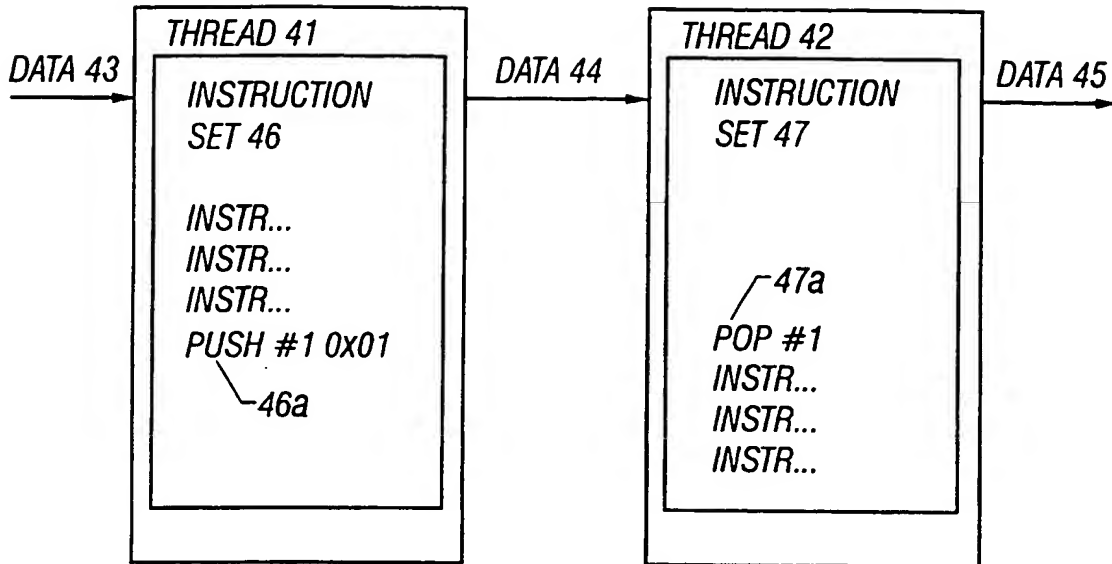 DATA 43
THREAD 41
INSTRUCTION
SET 46
INSTR...
INSTR...
INSTR...
PUSH #1 0x01
46a
DATA 44
THREAD 42
INSTRUCTION
SET 47
47a
POP #1
INSTR...
INSTR...
INSTR...
DATA 45